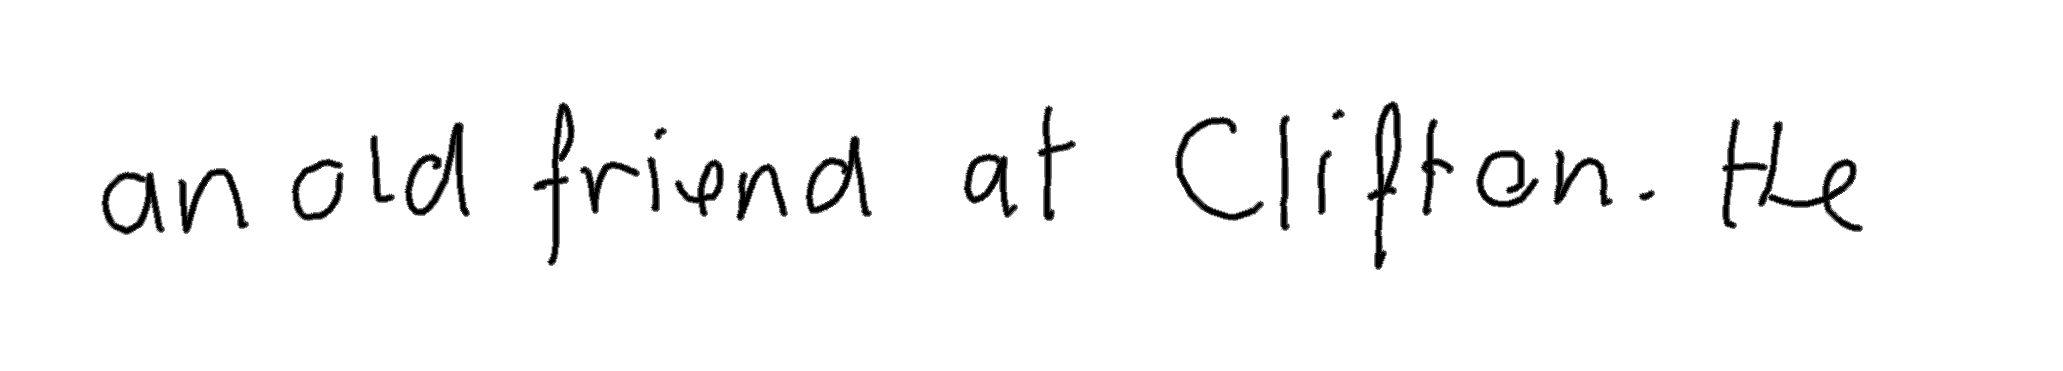 an old friend at Clifton. He